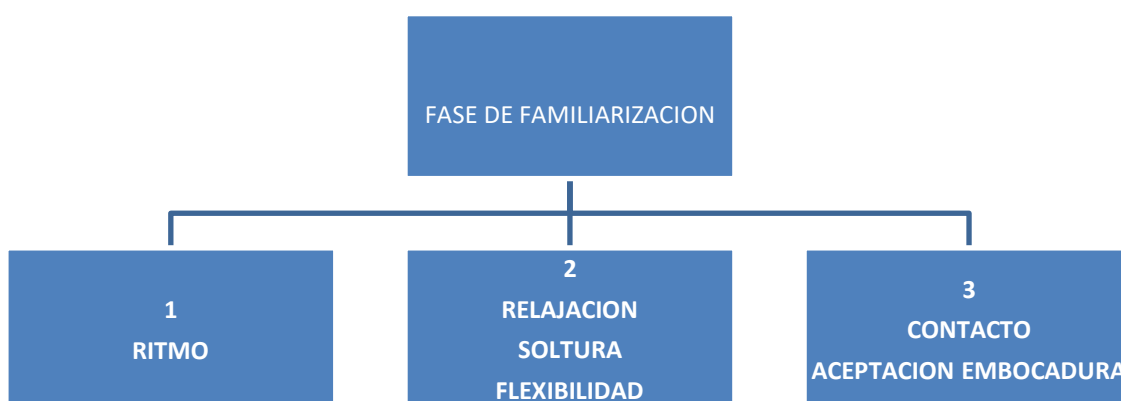 FASE DE FAMILIARIZACION
1
RITMO
2
RELAJACION
SOLTURA
FLEXIBILIDAD
3
CONTACTO
ACEPTACION EMBOCADURA